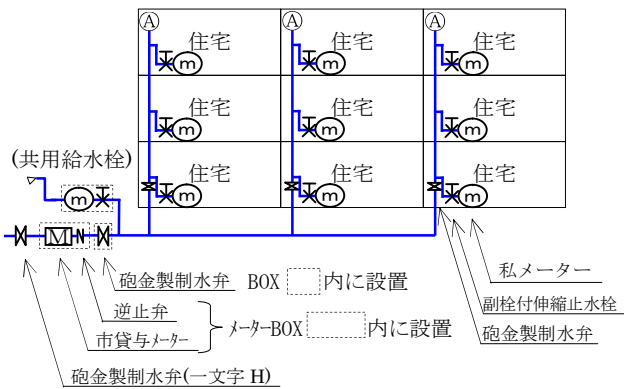 Ⓐ Ⓐ Ⓐ
住宅 住宅 住宅
m m m
住宅 住宅 住宅
m m m
(共用給水栓) 住宅 住宅 住宅
m m m m
M N
私メーター
砲金製制水弁 BOX 内に設置
副栓付伸縮止水栓
逆止弁
メーターBOX 内に設置
砲金製制水弁
市貸与メーター
砲金製制水弁(一文字 H)